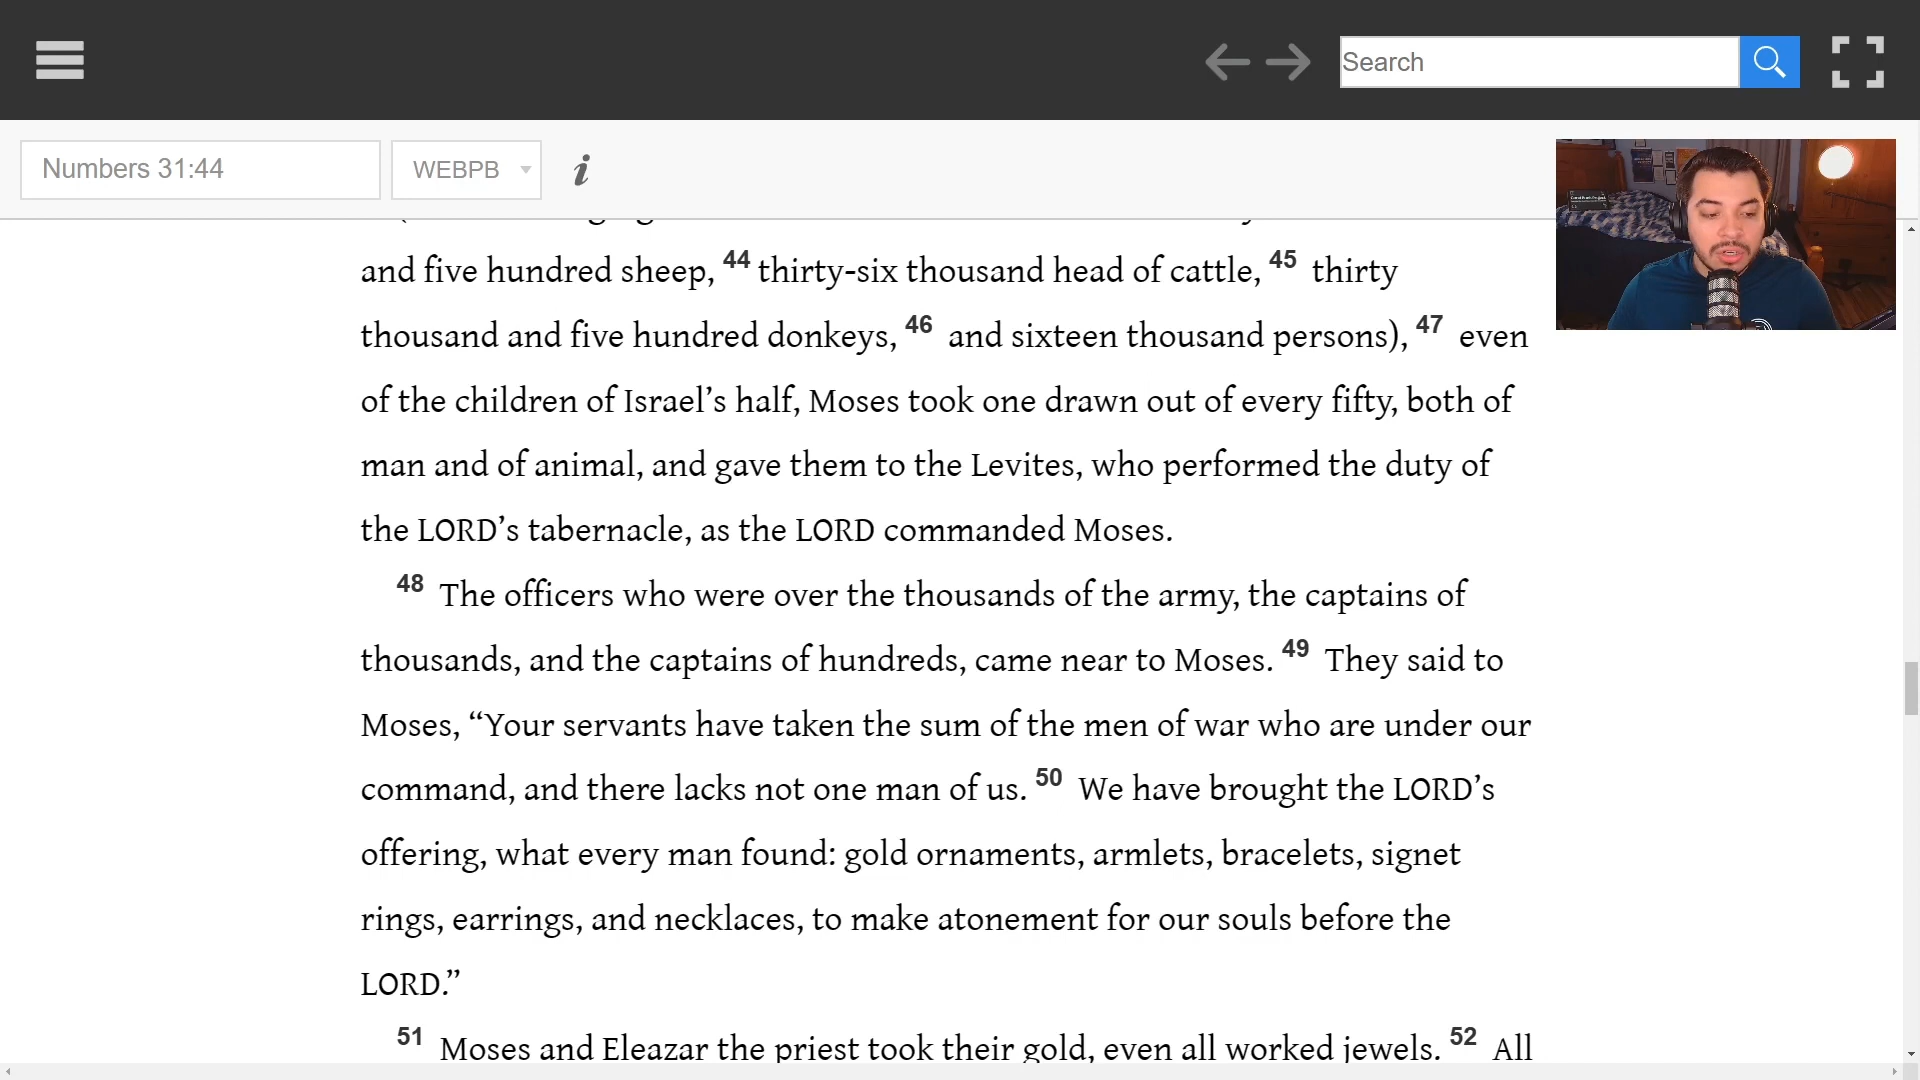 Search
Numbers 31:44
WEBPB
i
and five hundred sheep, 44 thirty-six thousand head of cattle, 45 thirty
thousand and five hundred donkeys, 46 and sixteen thousand persons), 47 even
of the children of Israel’s half, Moses took one drawn out of every fifty, both of
man and of animal, and gave them to the Levites, who performed the duty of
the LORD’s tabernacle, as the LORD commanded Moses.
48 The officers who were over the thousands of the army, the captains of
thousands, and the captains of hundreds, came near to Moses. 49 They said to
Moses, “Your servants have taken the sum of the men of war who are under our
command, and there lacks not one man of us. 50 We have brought the LORD’s
offering, what every man found: gold ornaments, armlets, bracelets, signet
rings, earrings, and necklaces, to make atonement for our souls before the
LORD.”
51 Moses and Eleazar the priest took their gold, even all worked jewels. 52 All